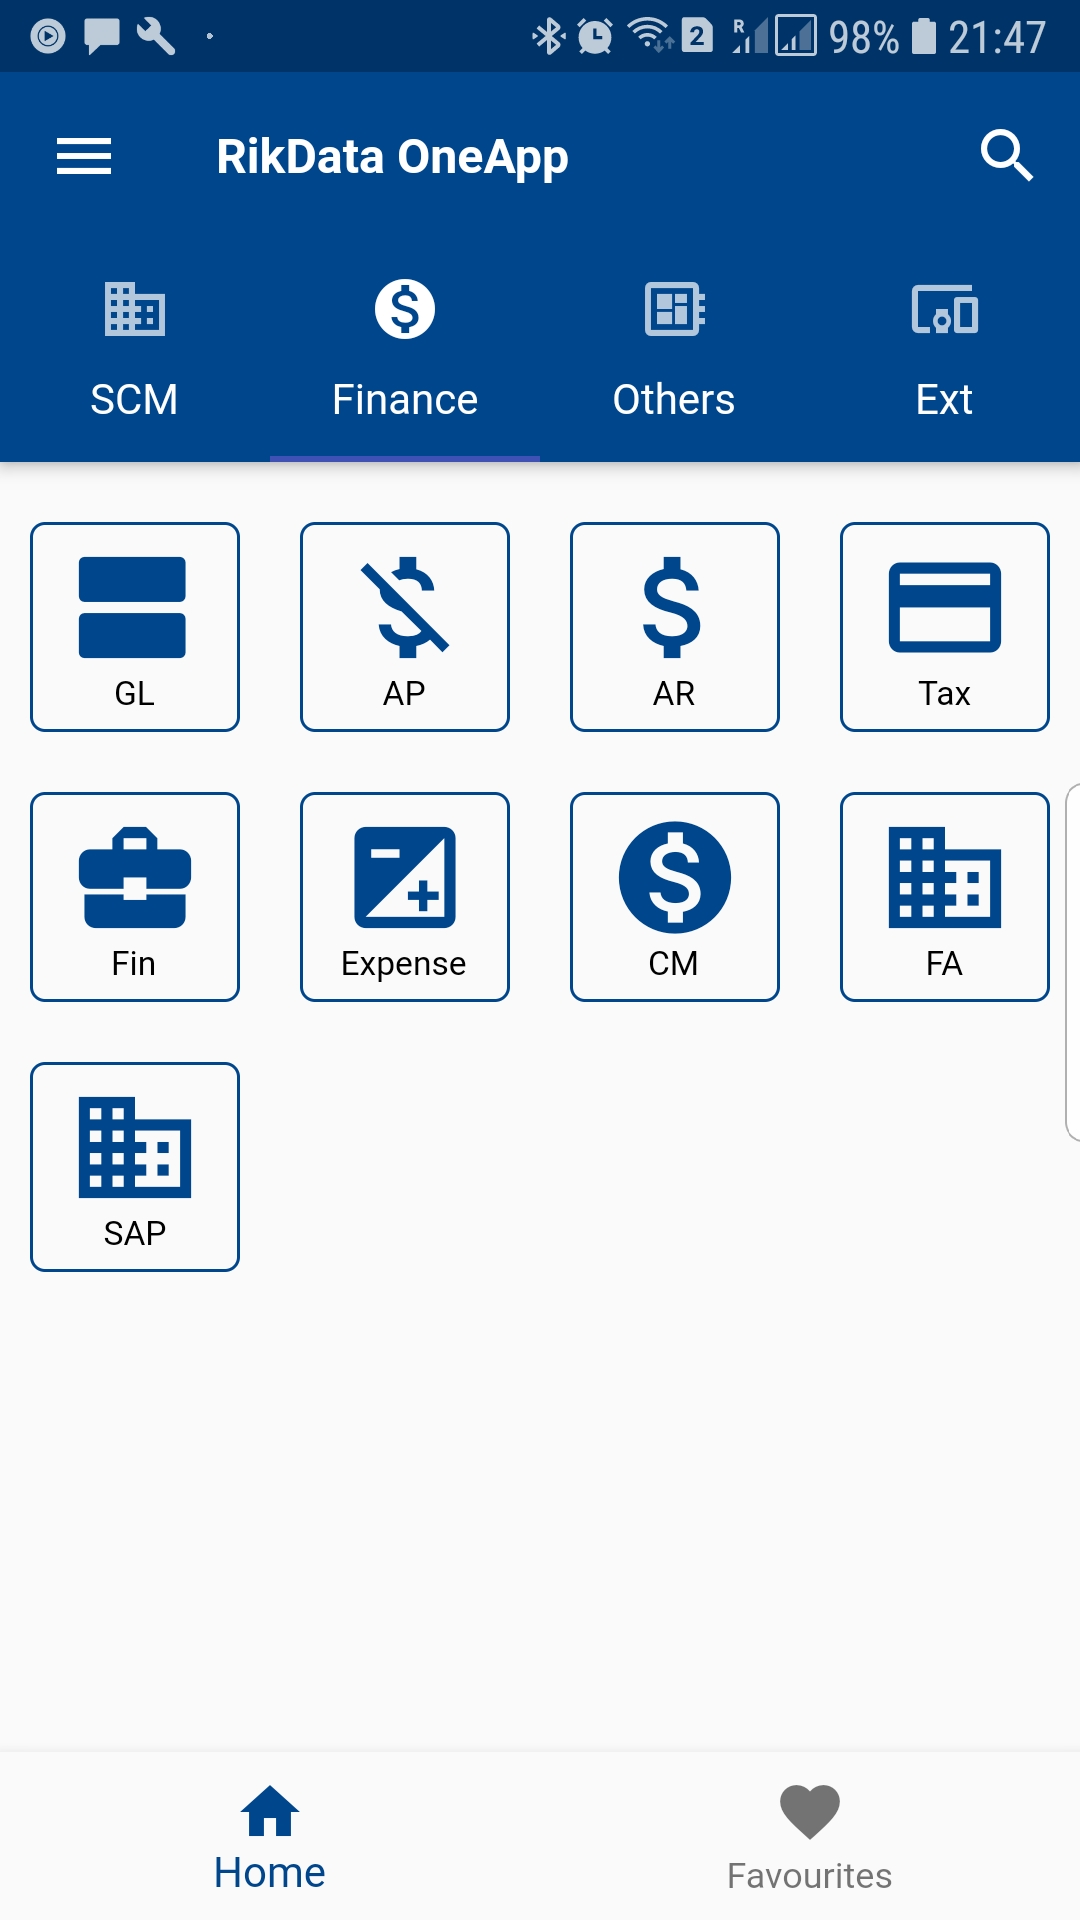 2 R 98% 21:47
RikData OneApp
SCM Finance Others Ext
GL AP AR Tax
Fin Expense CM FA
SAP
Home Favourites